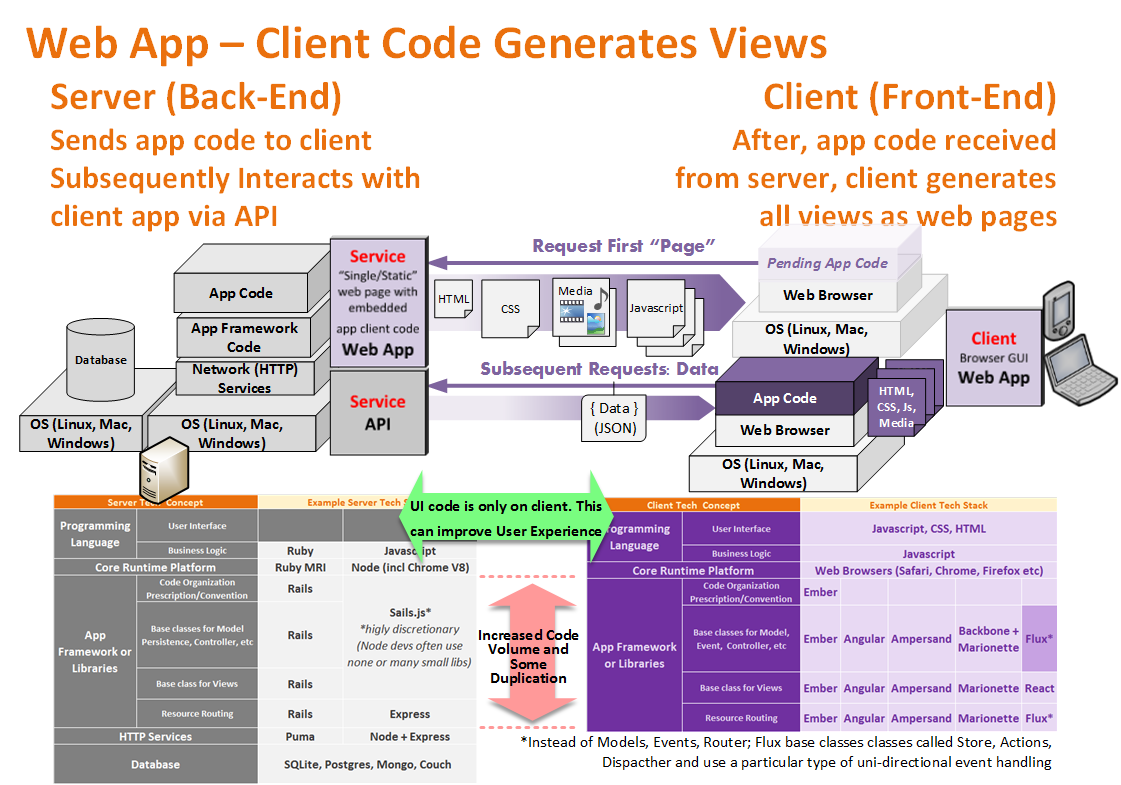 Web App – Client Code Generates Views
Server (Back-End)
Sends app code to client
Subsequently Interacts with
client app via API
Client (Front-End)
After, app code received
from server, client generates
all views as web pages
Database
OS (Linux, Mac,
Windows)
App Code
App Framework
Code
Network (HTTP)
Services
OS (Linux, Mac,
Windows)
Service
“Single/Static”
web page with
embedded
app client code
Web App
Service
API
Request First “Page”
HTML
CSS
Media
Javascript
Subsequent Requests: Data
{ Data }
(JSON)
Pending App Code
Web Browser
OS (Linux, Mac,
Windows)
App Code
Web Browser
OS (Linux, Mac,
Windows)
HTML,
CSS, Js,
Media
Client
Browser GUI
Web App
UI code is only on client. This
can improve User Experience
Increased Code
Volume and
Some
Duplication
Server Tech Concept
Example Server Tech
Programming
Language
User Interface
Business Logic
Ruby
Javascript
Core Runtime Platform
Ruby MRI
Node (incl Chrome V8)
App
Framework or
Libraries
Code Organization
Prescription/Convention
Rails
Base classes for Model
Persistence, Controller, etc
Rails
Sails.js*
*higly discretionary
(Node devs often use
none or many small libs)
Base class for Views
Rails
Resource Routing
Rails
Express
HTTP Services
Puma
Node + Express
Database
SQLite, Postgres, Mongo, Couch
Client Tech Concept
Example Client Tech Stack
Programming
Language
User Interface
Javascript, CSS, HTML
Business Logic
Javascript
Core Runtime Platform
Web Browsers (Safari, Chrome, Firefox etc)
App Framework
or Libraries
Code Organization
Prescription/Convention
Ember
Base classes for Model,
Event, Controller, etc
Ember
Angular
Ampersand
Backbone +
Marionette
Flux*
Base class for Views
Ember
Angular
Ampersand
Marionette
React
Resource Routing
Ember
Angular
Ampersand
Marionette
Flux*
*Instead of Models, Events, Router; Flux base classes classes called Store, Actions,
Dispacther and use a particular type of uni-directional event handling